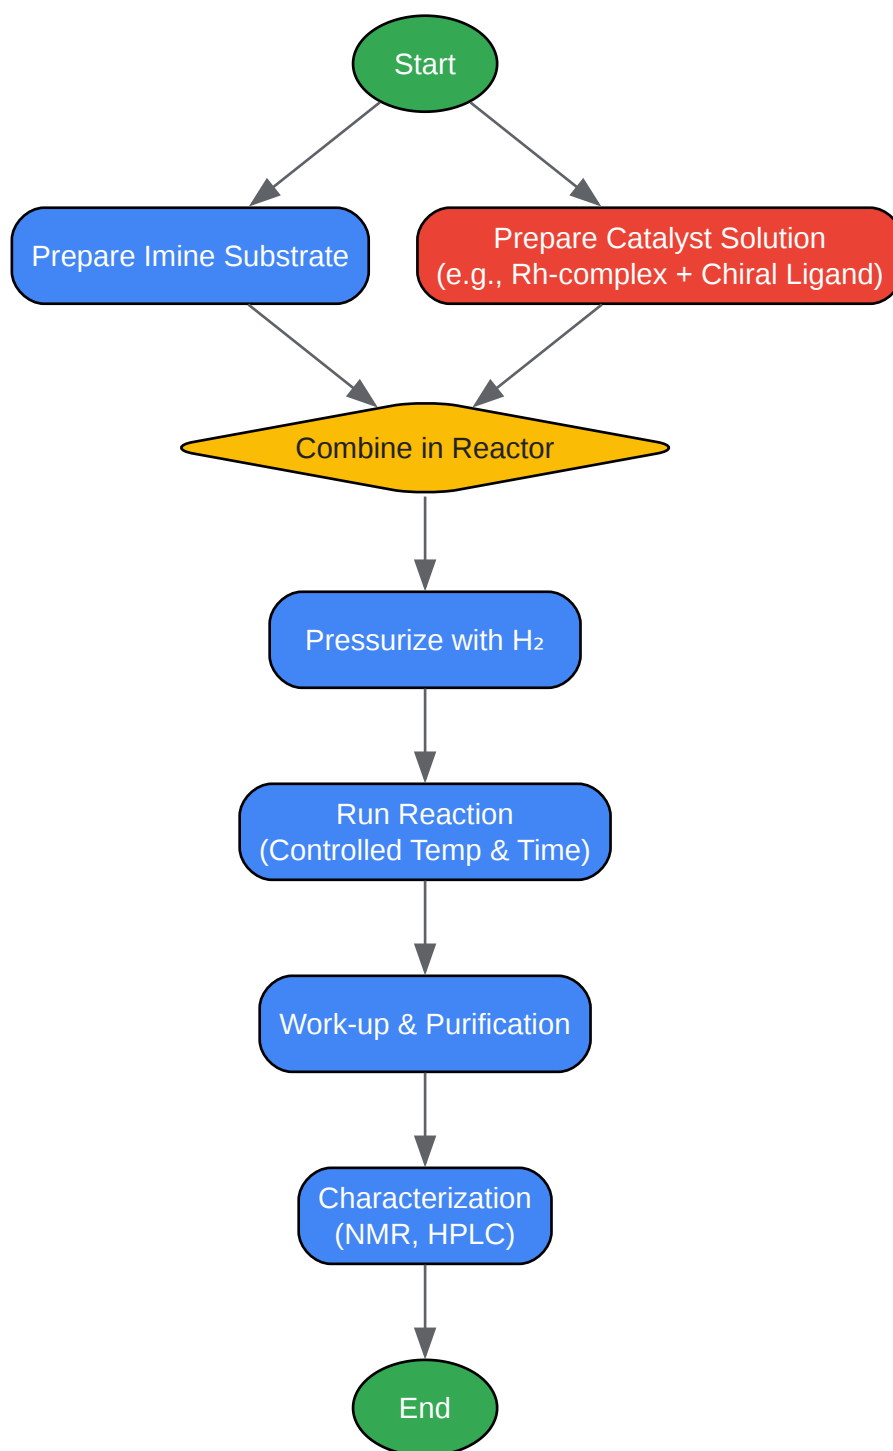 Start
Prepare Imine Substrate
Prepare Catalyst Solution
(e.g., Rh-complex + Chiral Ligand)
Combine in Reactor
Pressurize with H₂
Run Reaction
(Controlled Temp & Time)
Work-up & Purification
Characterization
(NMR, HPLC)
End